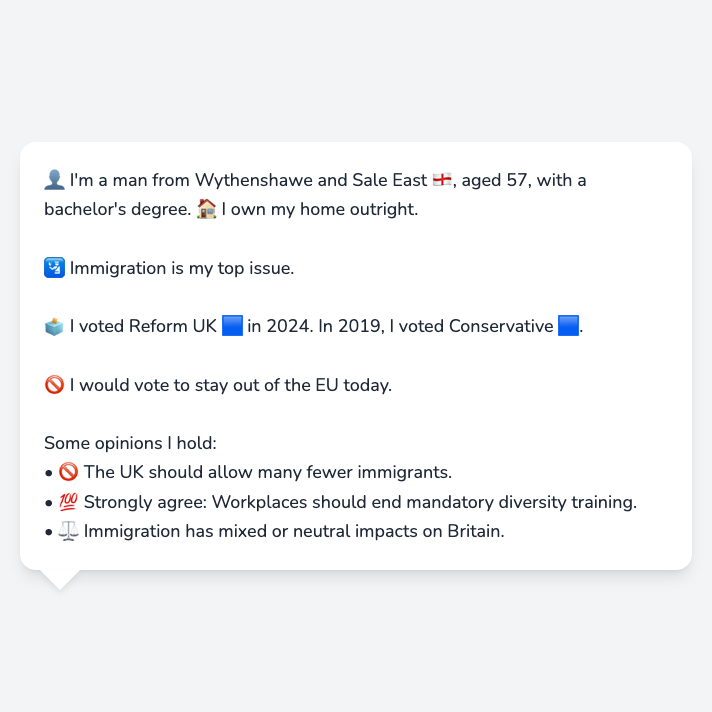 👤 I'm a man from Wythenshawe and Sale East 🏴󠁧󠁢󠁥󠁮󠁧󠁿, aged 57, with a
bachelor's degree. 🏠 I own my home outright.
🛂 Immigration is my top issue.
🗳️ I voted Reform UK 🟦 in 2024. In 2019, I voted Conservative 🟦.
🚫 I would vote to stay out of the EU today.
Some opinions I hold:
• 🚫 The UK should allow many fewer immigrants.
• 💯 Strongly agree: Workplaces should end mandatory diversity training.
• ⚖️ Immigration has mixed or neutral impacts on Britain.